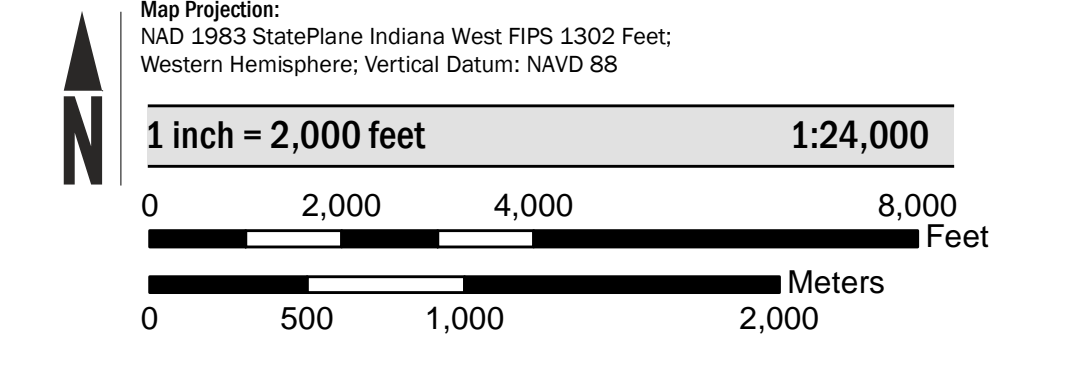 Map Projection:
NAD 1983 StatePlane Indiana West FIPS 1302 Feet;
Western Hemisphere; Vertical Datum: NAVD 88
N
1 inch = 2,000 feet 1:24,000
0 2,000 4,000 8,000
Feet
Meters
0 500 1,000 2,000